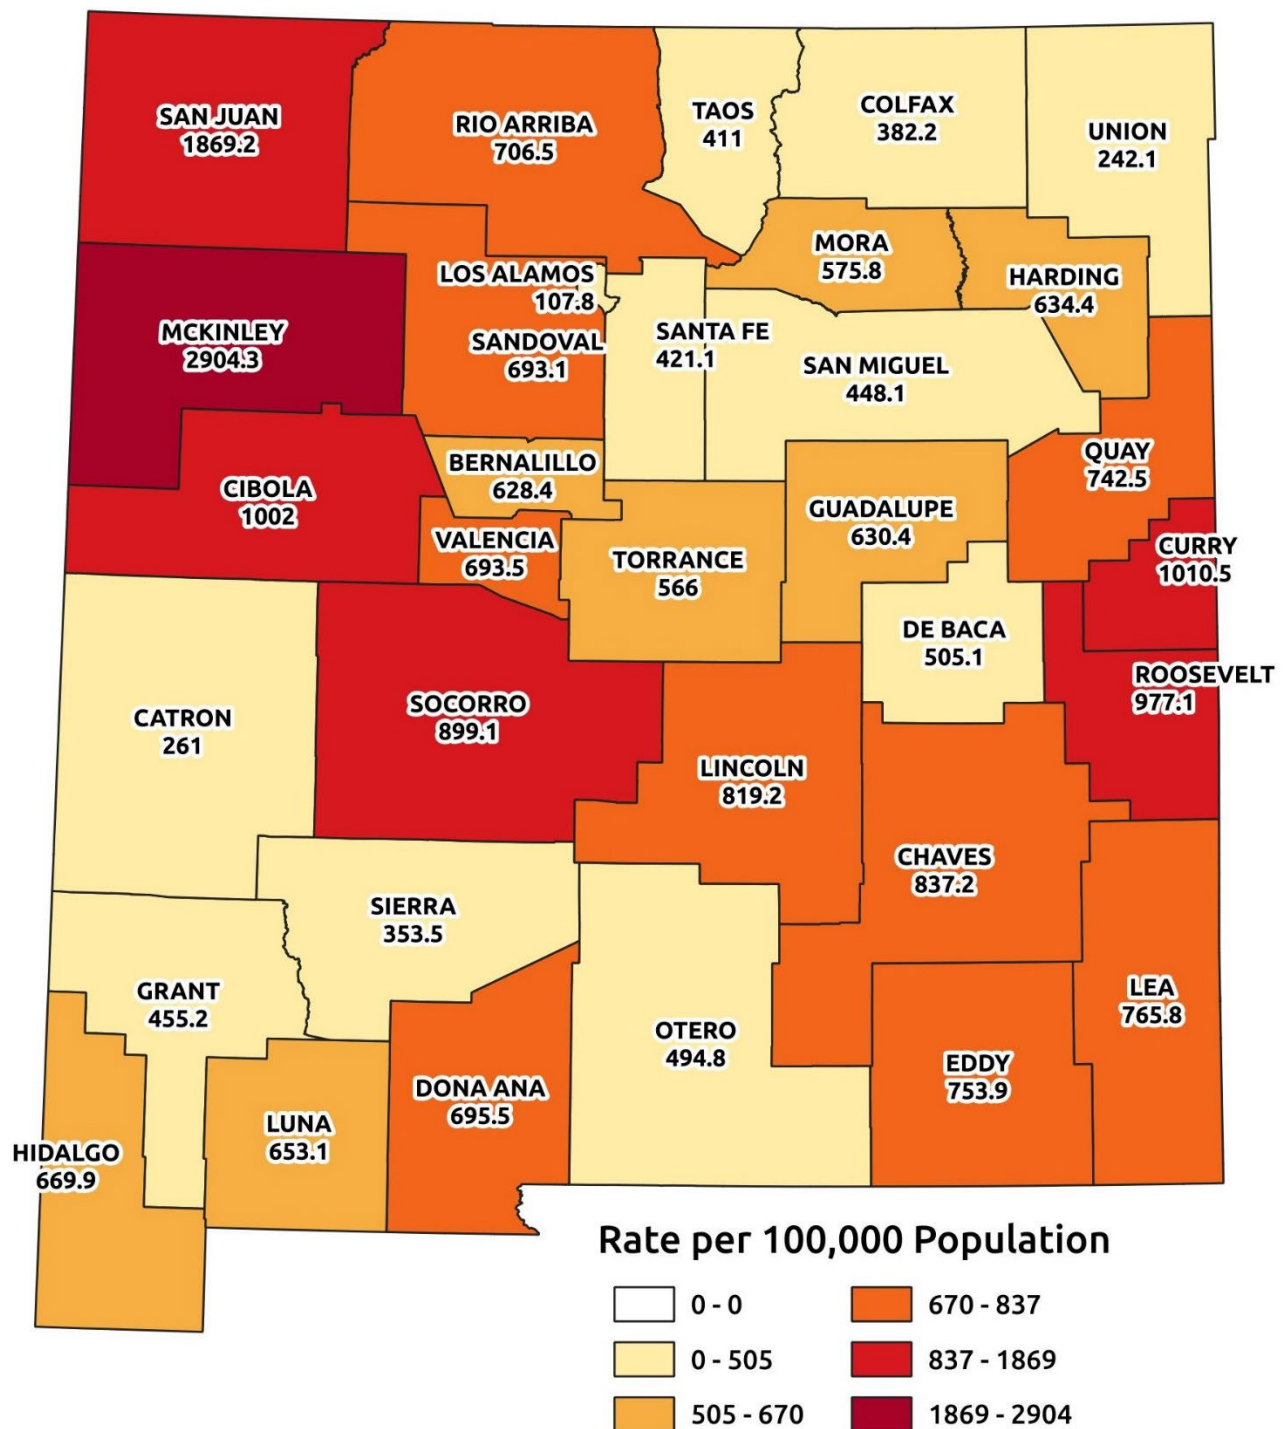 SAN JUAN
1869.2
RIO ARRIBA
706.5
TAOS
411
COLFAX
382.2
UNION
242.1
MORA
575.8
HARDING
634.4
LOS ALAMOS
107.8
MCKINLEY
2904.3
SANDOVAL
693.1
SANTA FE
421.1
SAN MIGUEL
448.1
QUAY
742.5
BERNALILLO
628.4
CIBOLA
1002
GUADALUPE
630.4
VALENCIA
693.5
CURRY
1010.5
TORRANCE
566
DE BACA
505.1
ROOSEVELT
977.1
CATRON
261
SOCORRO
899.1
LINCOLN
819.2
CHAVES
837.2
SIERRA
353.5
GRANT
455.2
LEA
765.8
OTERO
494.8
EDDY
753.9
DONA ANA
695.5
LUNA
653.1
HIDALGO
669.9
Rate per 100,000 Population
0 - 0
0 - 505
505 - 670
670 - 837
837 - 1869
1869 - 2904